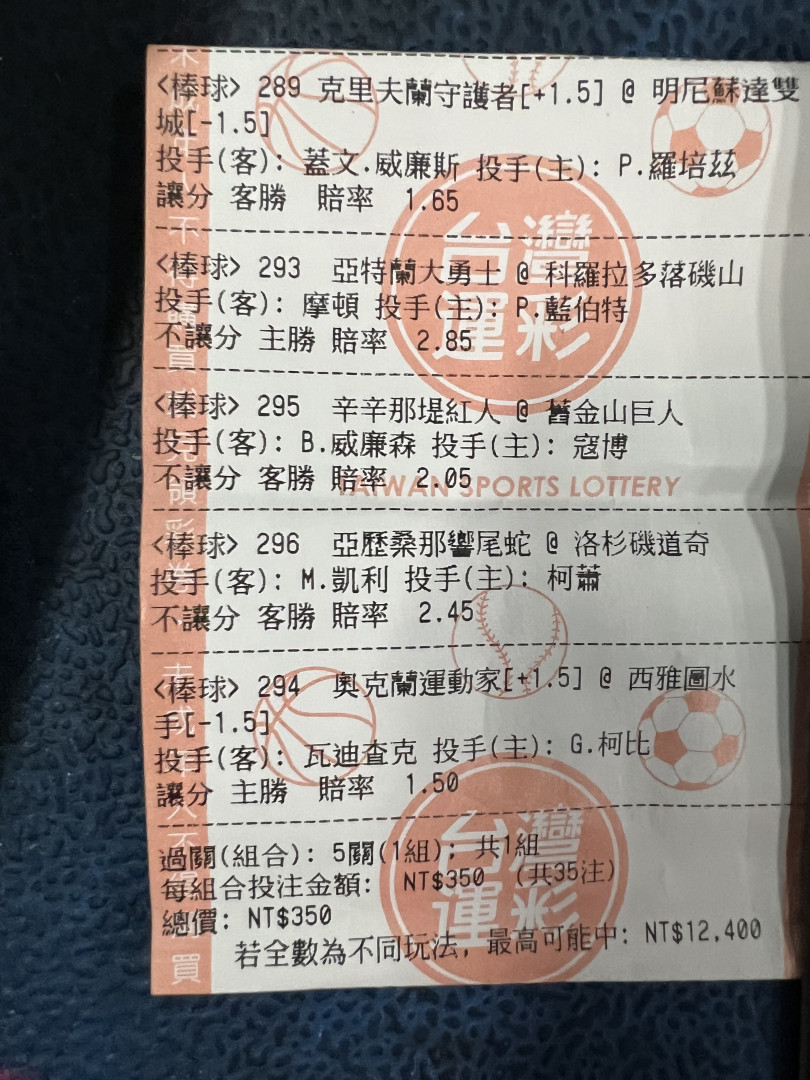 <棒球> 289 克里夫蘭守護者[+1.5] @ 明尼蘇達雙
城[-1.5]
投手(客): 蓋文.威廉斯 投手(主): P.羅培茲
讓分 客勝 賠率 1.65
<棒球> 293 亞特蘭大勇士 @ 科羅拉多落磯山
投手(客): 摩頓 投手(主): P.藍伯特
不讓分 主勝 賠率 2.85
<棒球> 295 辛辛那堤紅人 @ 舊金山巨人
投手(客): B.威廉森 投手(主): 寇博
不讓分 客勝 賠率 2.05
TAIWAN SPORTS LOTTERY
<棒球> 296 亞歷桑那響尾蛇 @ 洛杉磯道奇
投手(客): M.凱利 投手(主): 柯蕭
不讓分 客勝 賠率 2.45
<棒球> 294 奧克蘭運動家[+1.5] @ 西雅圖水
手[-1.5]
投手(客): 瓦迪查克 投手(主): G.柯比
讓分 主勝 賠率 1.50
過關(組合): 5關(1組); 共1組
每組合投注金額: NT$350 (共35注)
總價: NT$350
若全數為不同玩法, 最高可能中: NT$12,400
台灣
運彩
台灣
運彩